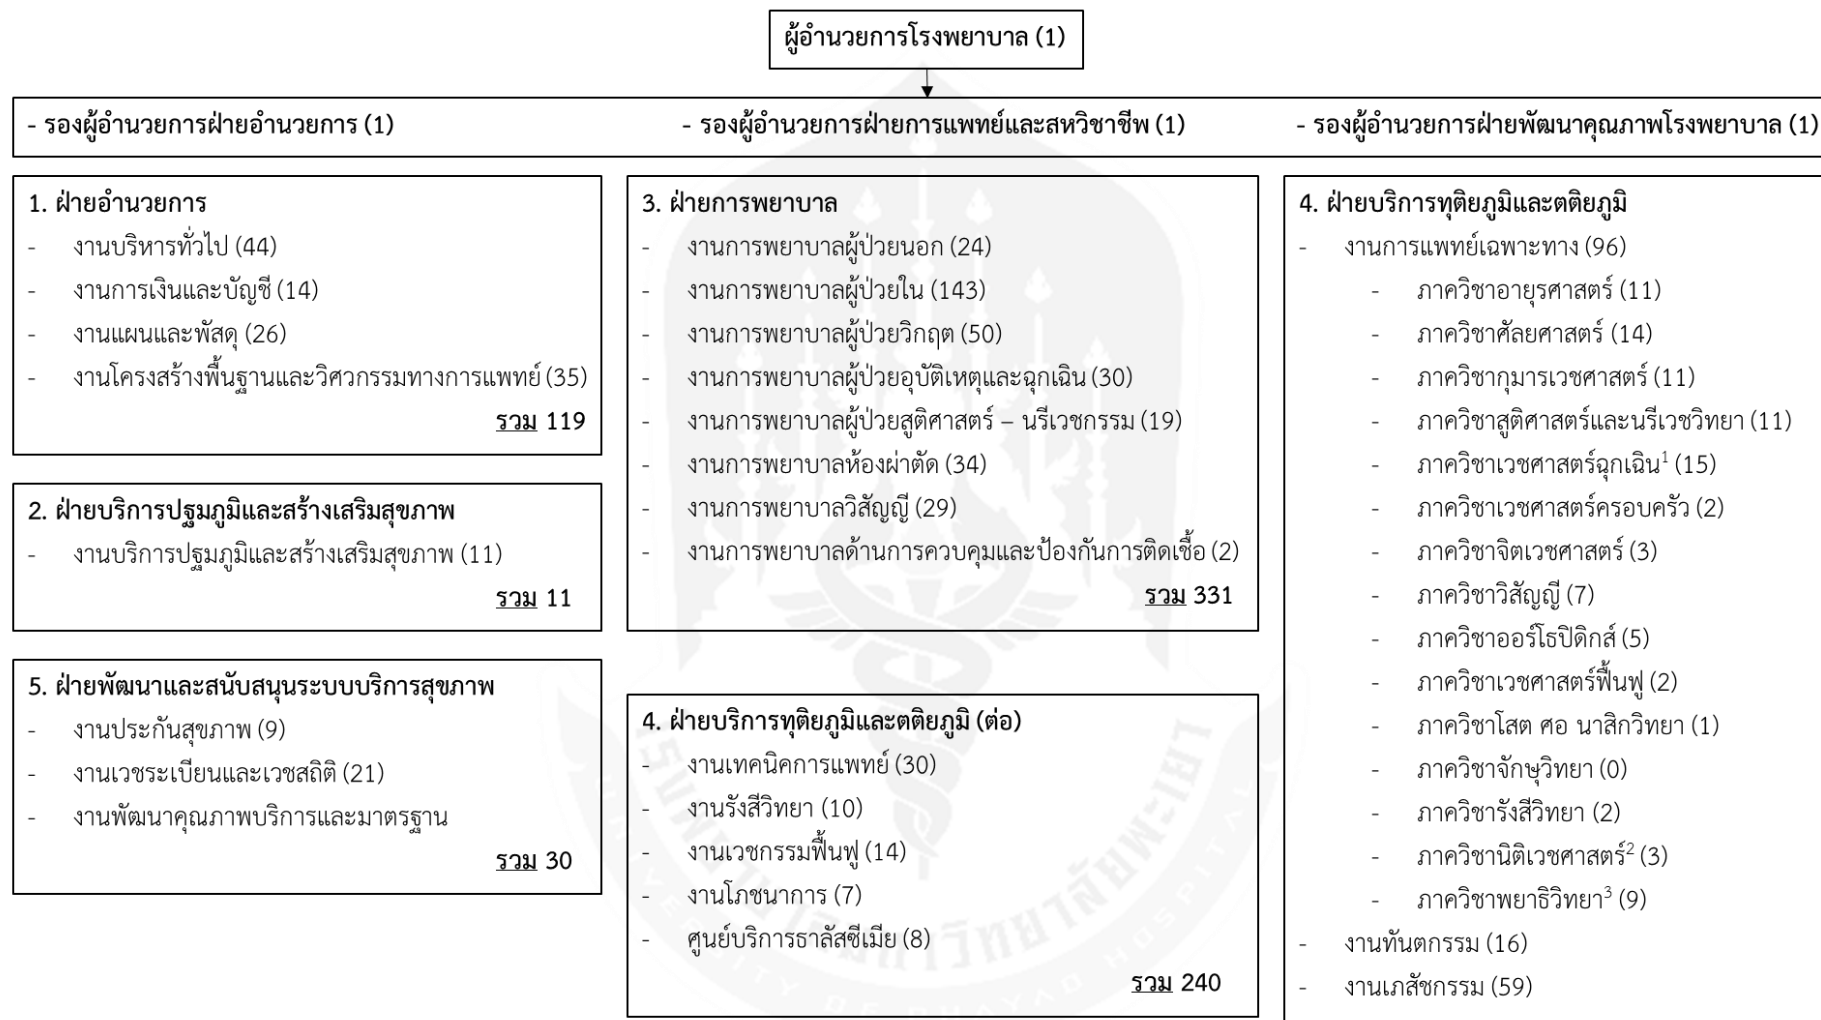 ผู้อำนวยการโรงพยาบาล (1)
- รองผู้อำนวยการฝ่ายอำนวยการ (1)
- รองผู้อำนวยการฝ่ายการแพทย์และสหวิชาชีพ (1)
- รองผู้อำนวยการฝ่ายพัฒนาคุณภาพโรงพยาบาล (1)
1. ฝ่ายอำนวยการ
- งานบริหารทั่วไป (44)
- งานการเงินและบัญชี (14)
- งานแผนและพัสดุ (26)
- งานโครงสร้างพื้นฐานและวิศวกรรมทางการแพทย์ (35)
รวม 119
2. ฝ่ายบริการปฐมภูมิและสร้างเสริมสุขภาพ
- งานบริการปฐมภูมิและสร้างเสริมสุขภาพ (11)
รวม 11
5. ฝ่ายพัฒนาและสนับสนุนระบบบริการสุขภาพ
- งานประกันสุขภาพ (9)
- งานเวชระเบียนและเวชสถิติ (21)
- งานพัฒนาคุณภาพบริการและมาตรฐาน
รวม 30
3. ฝ่ายการพยาบาล
- งานการพยาบาลผู้ป่วยนอก (24)
- งานการพยาบาลผู้ป่วยใน (143)
- งานการพยาบาลผู้ป่วยวิกฤต (50)
- งานการพยาบาลผู้ป่วยอุบัติเหตุและฉุกเฉิน (30)
- งานการพยาบาลผู้ป่วยสูติศาสตร์ – นรีเวชกรรม (19)
- งานการพยาบาลห้องผ่าตัด (34)
- งานการพยาบาลวิสัญญี (29)
- งานการพยาบาลด้านการควบคุมและป้องกันการติดเชื้อ (2)
รวม 331
4. ฝ่ายบริการทุติยภูมิและตติยภูมิ (ต่อ)
- งานเทคนิคการแพทย์ (30)
- งานรังสีวิทยา (10)
- งานเวชกรรมฟื้นฟู (14)
- งานโภชนาการ (7)
- ศูนย์บริการธาลัสซีเมีย (8)
รวม 240
4. ฝ่ายบริการทุติยภูมิและตติยภูมิ
- งานการแพทย์เฉพาะทาง (96)
- ภาควิชาอายุรศาสตร์ (11)
- ภาควิชาศัลยศาสตร์ (14)
- ภาควิชากุมารเวชศาสตร์ (11)
- ภาควิชาสูติศาสตร์และนรีเวชวิทยา (11)
- ภาควิชาเวชศาสตร์ฉุกเฉิน¹ (15)
- ภาควิชาเวชศาสตร์ครอบครัว (2)
- ภาควิชาจิตเวชศาสตร์ (3)
- ภาควิชาวิสัญญี (7)
- ภาควิชาออร์โธปิดิกส์ (5)
- ภาควิชาเวชศาสตร์ฟื้นฟู (2)
- ภาควิชาโสต ศอ นาสิกวิทยา (1)
- ภาควิชาจักษุวิทยา (0)
- ภาควิชารังสีวิทยา (2)
- ภาควิชานิติเวชศาสตร์² (3)
- ภาควิชาพยาธิวิทยา³ (9)
- งานทันตกรรม (16)
- งานเภสัชกรรม (59)
โรงพยาบาลมหาวิทยาลัยพะเยา
UNIVERSITY OF PHAYAO HOSPITAL